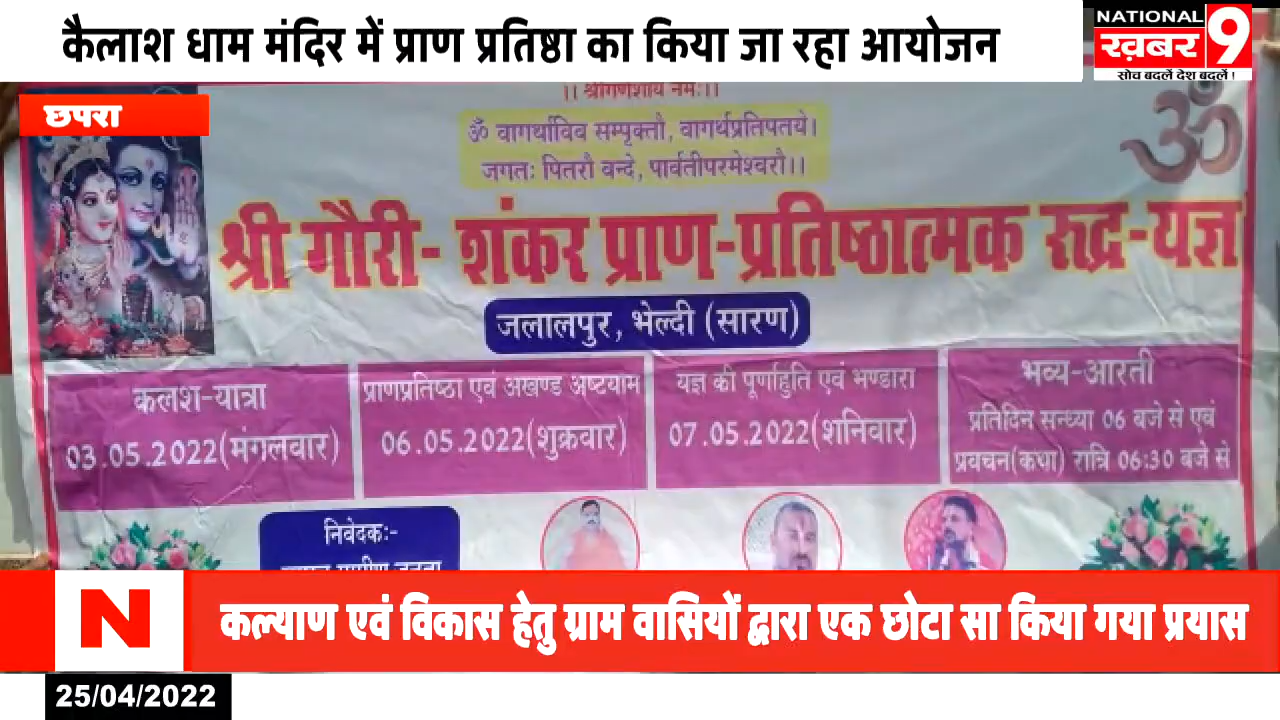 कैलाश धाम मंदिर में प्राण प्रतिष्ठा का किया जा रहा आयोजन
NATIONAL
ख़बर 9
सोच बदलें देश बदलें!
छपरा
।। श्रीगणेशाय नमः।।
ॐ वागर्थाविव सम्पृक्तौ, वागर्थप्रतिपतये।
जगतः पितरौ वन्दे, पार्वतीपरमेश्वरौ।।
ॐ
श्री गौरी- शंकर प्राण-प्रतिष्ठात्मक रूद्र-यज्ञ
जलालपुर, भेल्दी (सारण)
कलश-यात्रा
03.05.2022(मंगलवार)
प्राणप्रतिष्ठा एवं अखण्ड अष्टयाम
06.05.2022(शुक्रवार)
यज्ञ की पूर्णाहुति एवं भण्डारा
07.05.2022(शनिवार)
भव्य-आरती
प्रतिदिन सन्ध्या 06 बजे से एवं
प्रवचन(कथा) रात्रि 06:30 बजे से
निवेदकः-
N
कल्याण एवं विकास हेतु ग्राम वासियों द्वारा एक छोटा सा किया गया प्रयास
25/04/2022